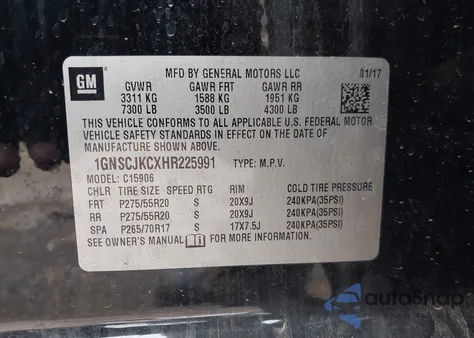 GM
MFD BY GENERAL MOTORS LLC
01/17
GVWR GAWR FRT GAWR RR
3311 KG 1588 KG 1951 KG
7300 LB 3500 LB 4300 LB
THIS VEHICLE CONFORMS TO ALL APPLICABLE U.S. FEDERAL MOTOR
VEHICLE SAFETY AND THEFT PREVENTION STANDARDS IN EFFECT ON THE DATE OF
MANUFACTURE SHOWN ABOVE.
1GNSCJKCXHR225991 TYPE: M.P.V.
MODEL: C15906
CHLR TIRE SIZE SPEED RTG RIM COLD TIRE PRESSURE
FRT P275/55R20 S 20X9J 240KPA(35PSI)
RR P275/55R20 S 20X9J 240KPA(35PSI)
SPA P265/70R17 S 17X7.5J 240KPA(35PSI)
SEE OWNER'S MANUAL FOR MORE INFORMATION.
autoSnap